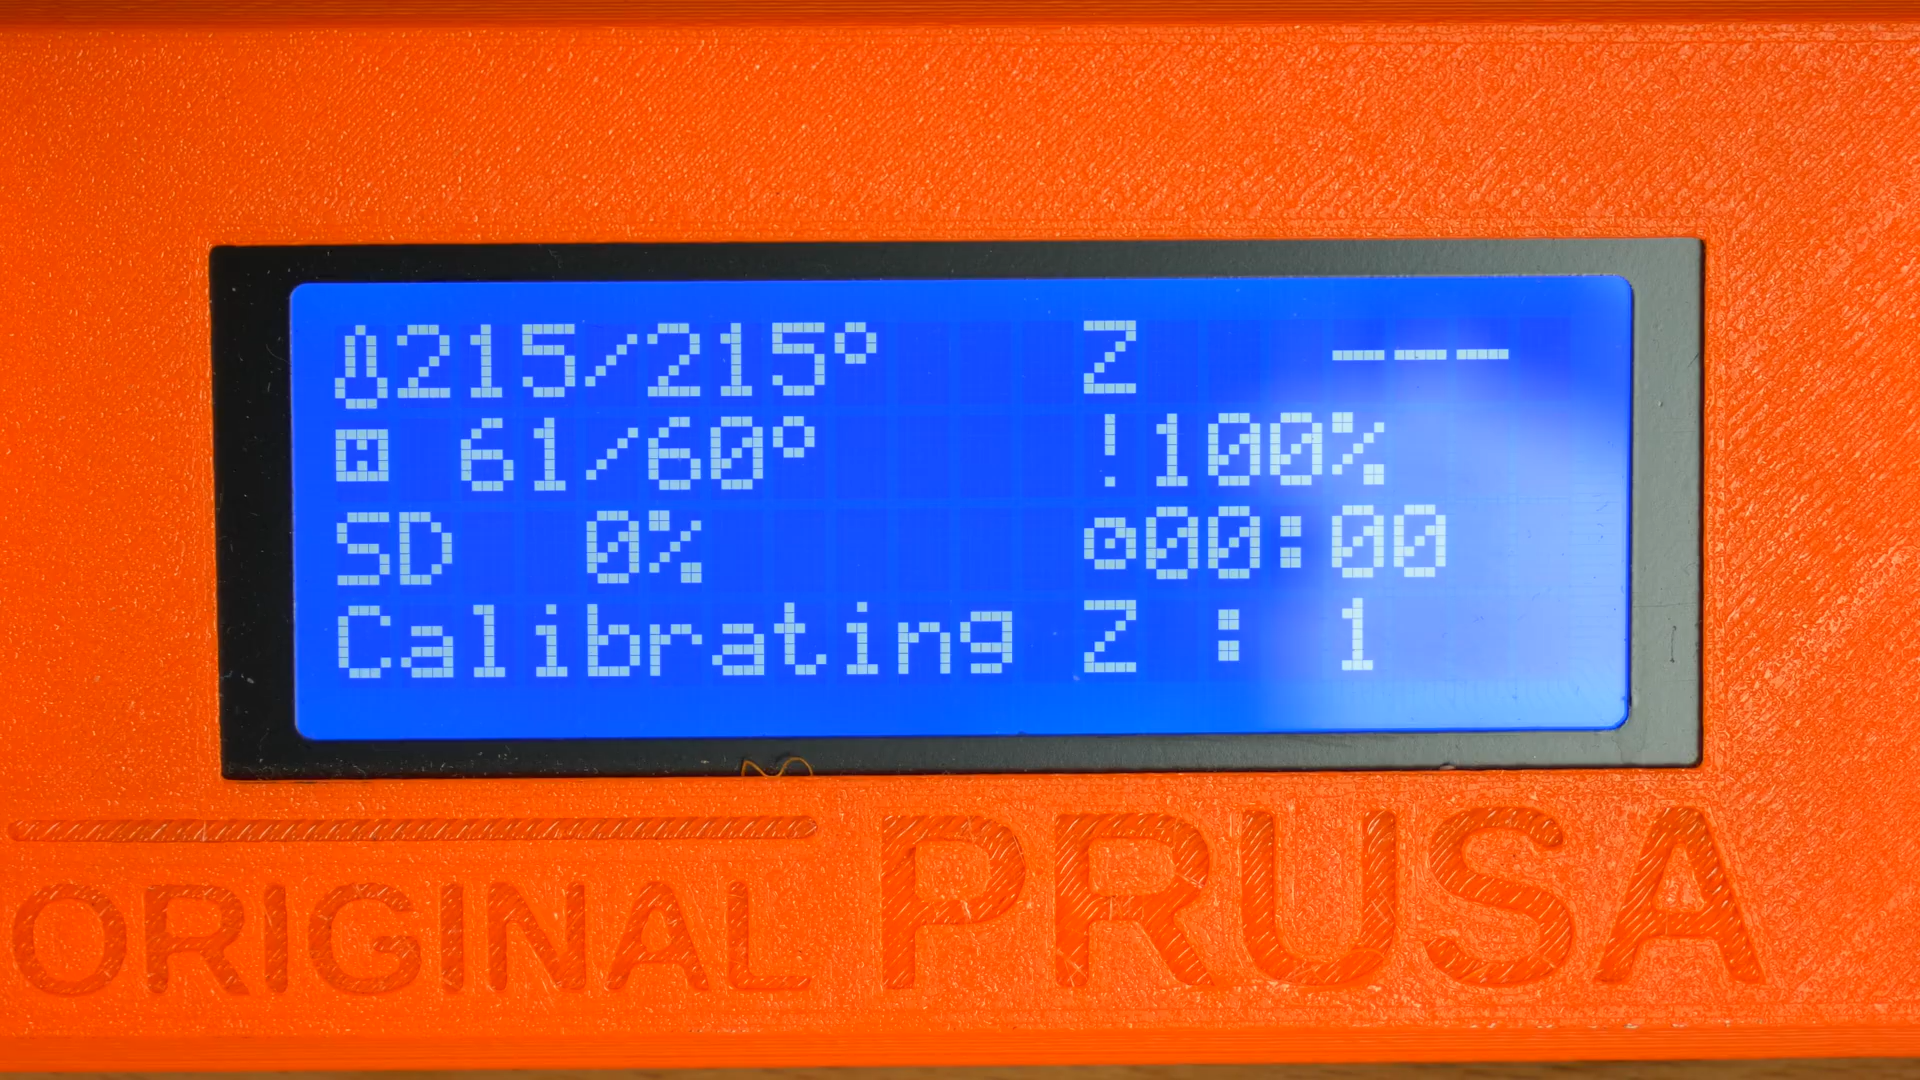 215/215° Z ---
61/60° !100%
SD 0% 00:00
Calibrating Z : 1
ORIGINAL PRUSA